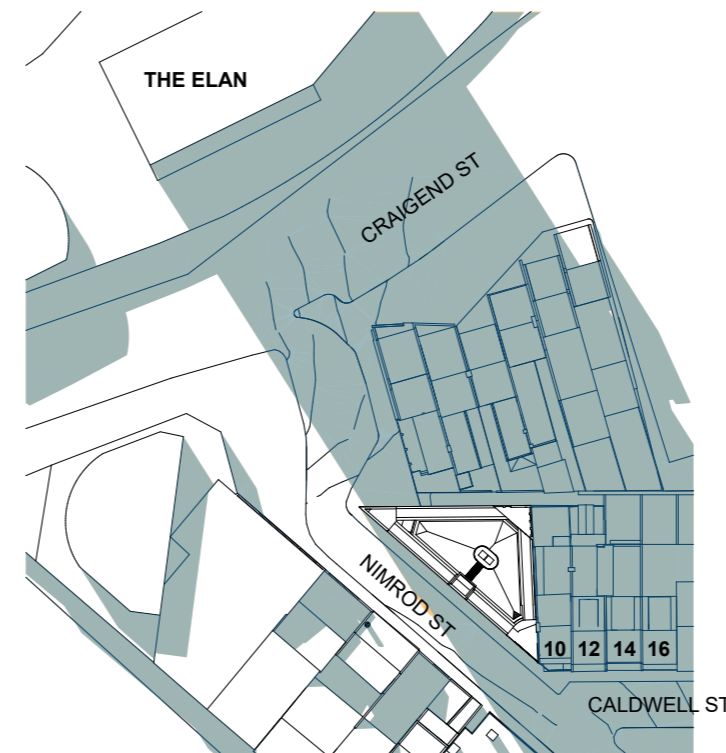 THE ELAN
CRAIGEND ST
NIMROD ST
10 12 14 16
CALDWELL ST